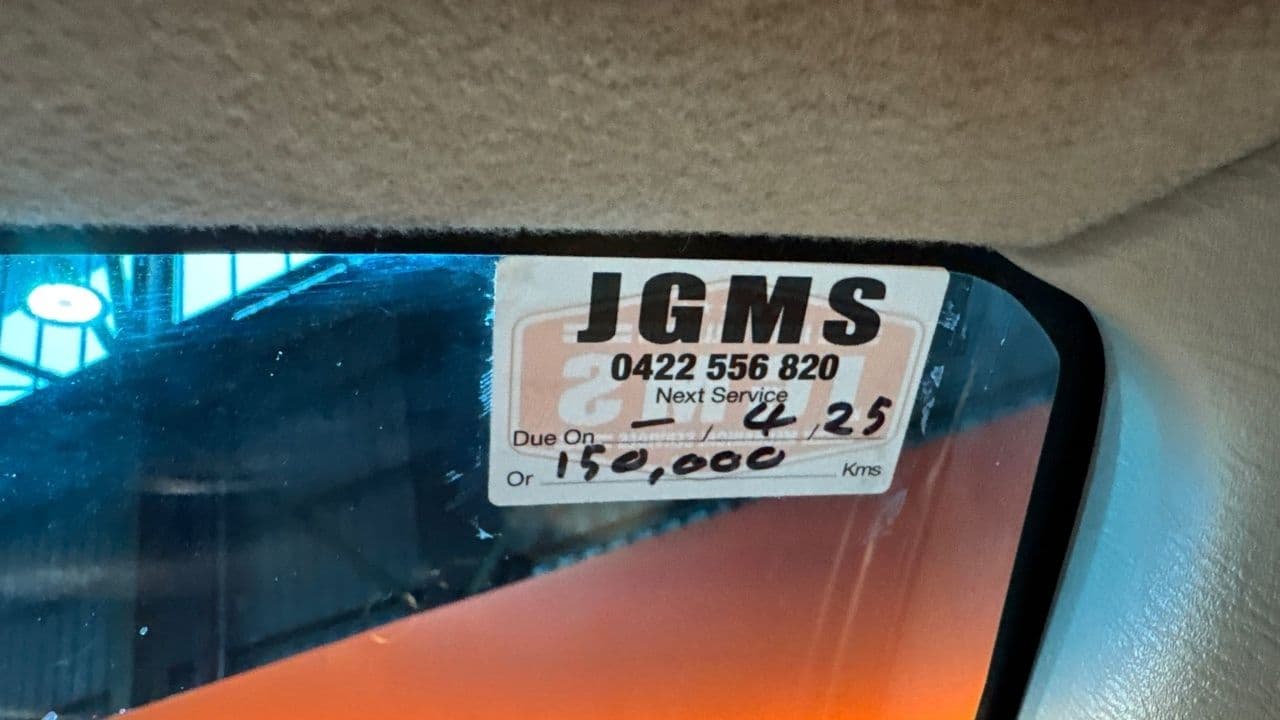 JGMS
0422 556 820
Next Service
Due On - / 4 / 25
Or 150,000 Kms